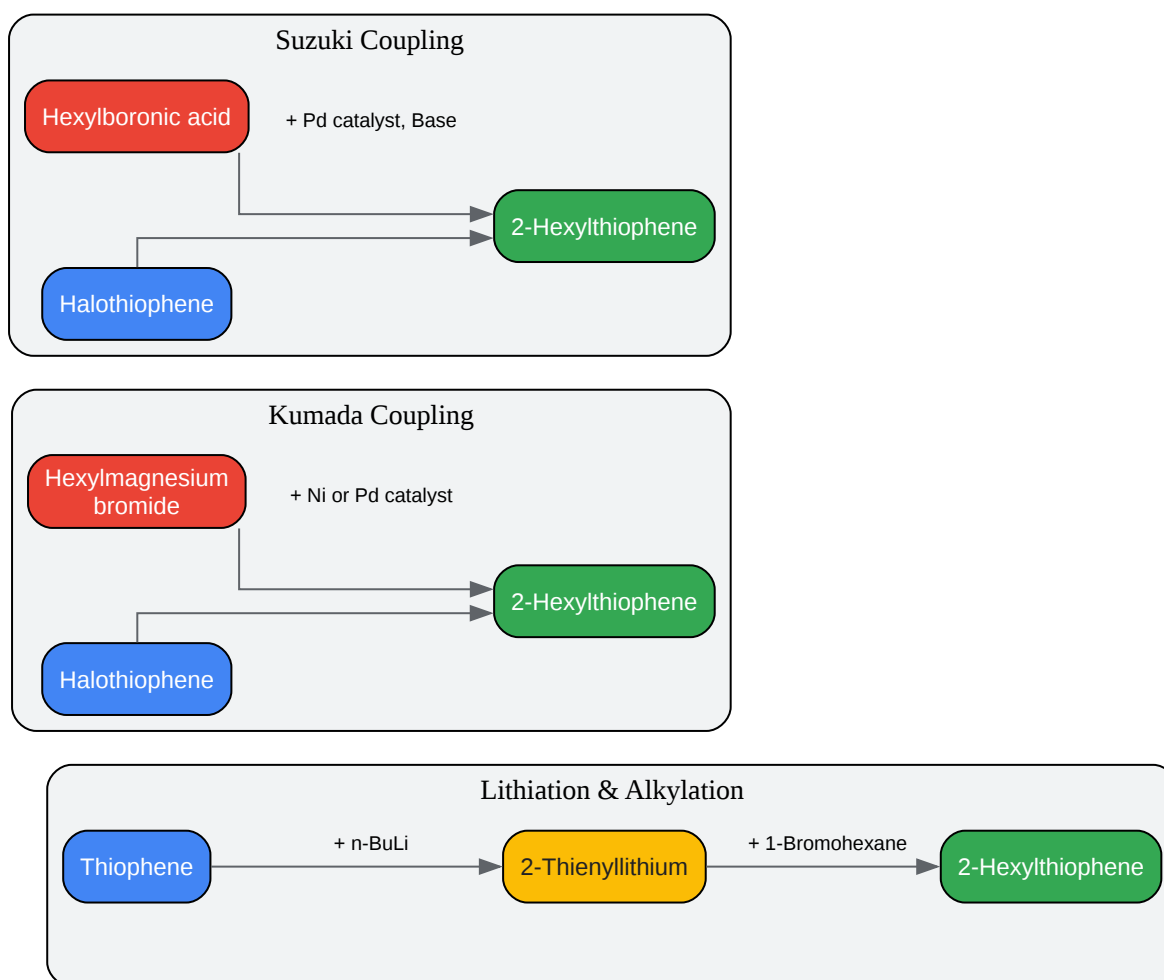 Suzuki Coupling
Hexylboronic acid
+ Pd catalyst, Base
2-Hexylthiophene
Halothiophene
Kumada Coupling
Hexylmagnesium
bromide
+ Ni or Pd catalyst
2-Hexylthiophene
Halothiophene
Lithiation & Alkylation
Thiophene
+ n-BuLi
2-Thienyllithium
+ 1-Bromohexane
2-Hexylthiophene